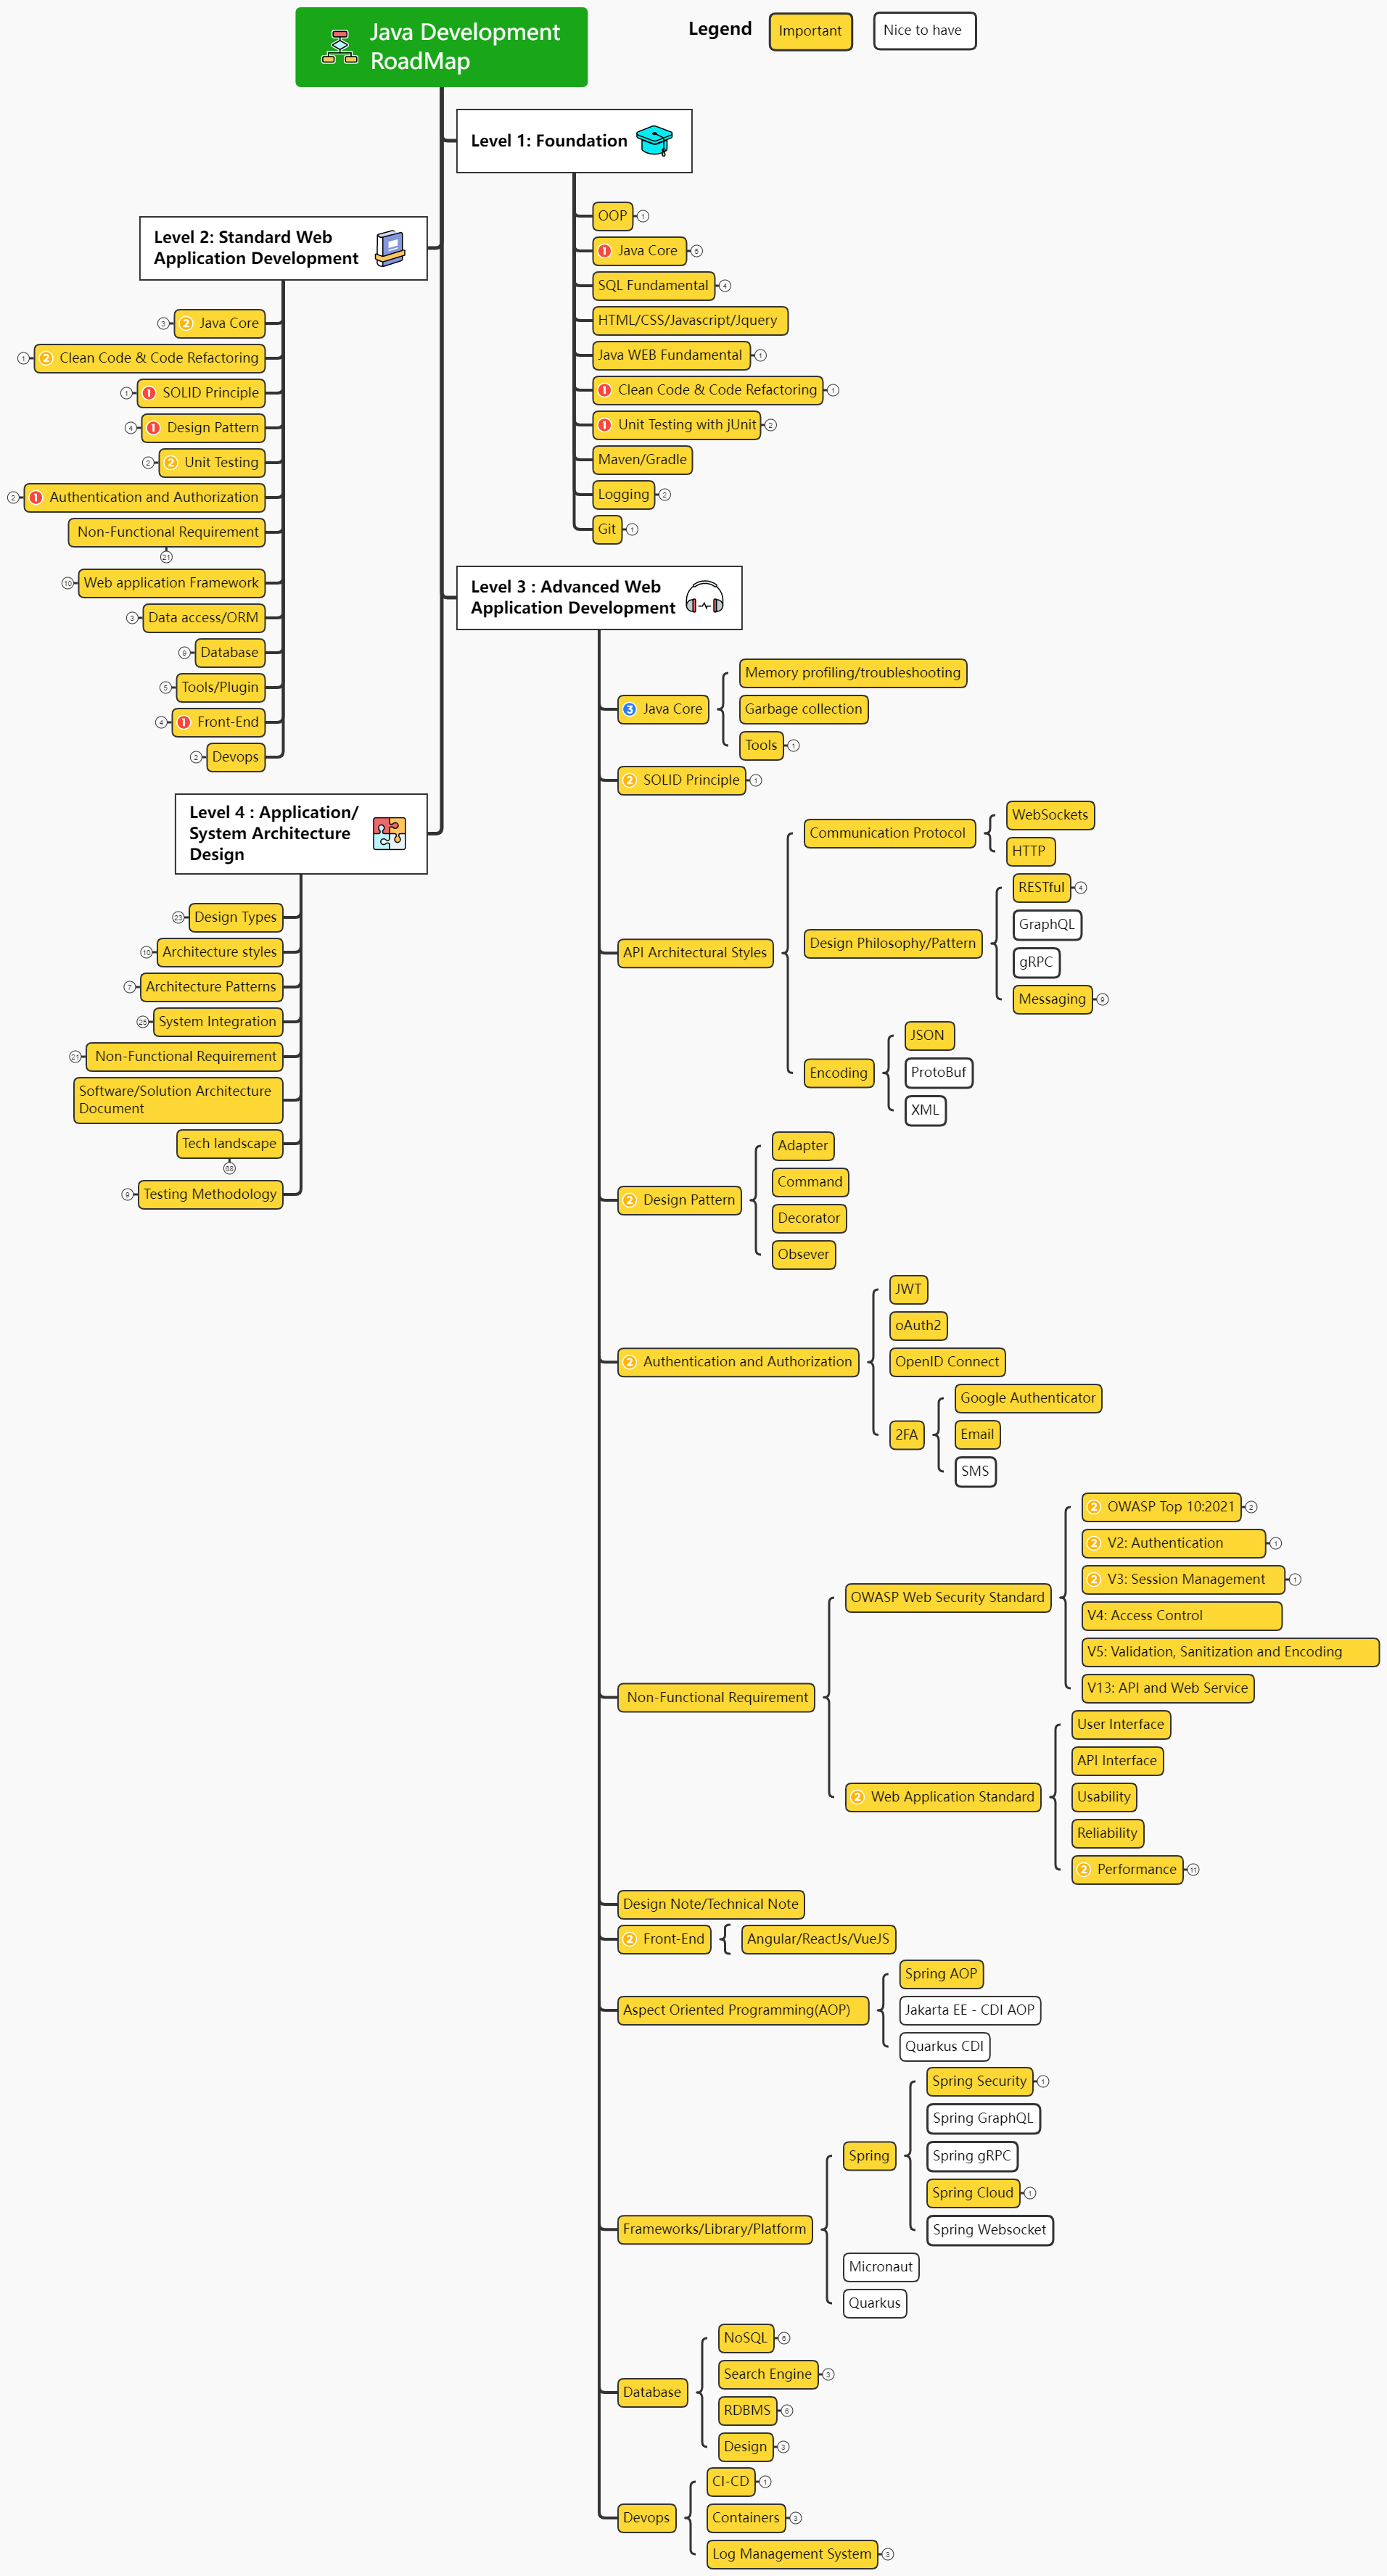 Java Development
RoadMap
Legend
Important
Nice to have
Level 1: Foundation
OOP 1
1 Java Core 5
SQL Fundamental 4
HTML/CSS/Javascript/Jquery
Java WEB Fundamental 1
1 Clean Code & Code Refactoring 1
1 Unit Testing with jUnit 2
Maven/Gradle
Logging 2
Git 1
Level 2: Standard Web
Application Development
3 2 Java Core
1 2 Clean Code & Code Refactoring
1 1 SOLID Principle
4 1 Design Pattern
2 2 Unit Testing
2 1 Authentication and Authorization
Non-Functional Requirement
21
10 Web application Framework
3 Data access/ORM
9 Database
5 Tools/Plugin
4 1 Front-End
2 Devops
Level 3 : Advanced Web
Application Development
3 Java Core
Memory profiling/troubleshooting
Garbage collection
Tools 1
2 SOLID Principle 1
API Architectural Styles
Communication Protocol
WebSockets
HTTP
Design Philosophy/Pattern
RESTful 4
GraphQL
gRPC
Messaging 9
Encoding
JSON
ProtoBuf
XML
2 Design Pattern
Adapter
Command
Decorator
Obsever
2 Authentication and Authorization
JWT
oAuth2
OpenID Connect
2FA
Google Authenticator
Email
SMS
Non-Functional Requirement
OWASP Web Security Standard
2 OWASP Top 10:2021 2
2 V2: Authentication 1
2 V3: Session Management 1
V4: Access Control
V5: Validation, Sanitization and Encoding
V13: API and Web Service
2 Web Application Standard
User Interface
API Interface
Usability
Reliability
2 Performance 11
Design Note/Technical Note
2 Front-End
Angular/ReactJs/VueJS
Aspect Oriented Programming(AOP)
Spring AOP
Jakarta EE - CDI AOP
Quarkus CDI
Frameworks/Library/Platform
Spring
Spring Security 1
Spring GraphQL
Spring gRPC
Spring Cloud 1
Spring Websocket
Micronaut
Quarkus
Database
NoSQL 6
Search Engine 3
RDBMS 6
Design 3
Devops
CI-CD 1
Containers 3
Log Management System 3
Level 4 : Application/
System Architecture
Design
23 Design Types
10 Architecture styles
7 Architecture Patterns
25 System Integration
21 Non-Functional Requirement
Software/Solution Architecture
Document
Tech landscape
68
9 Testing Methodology